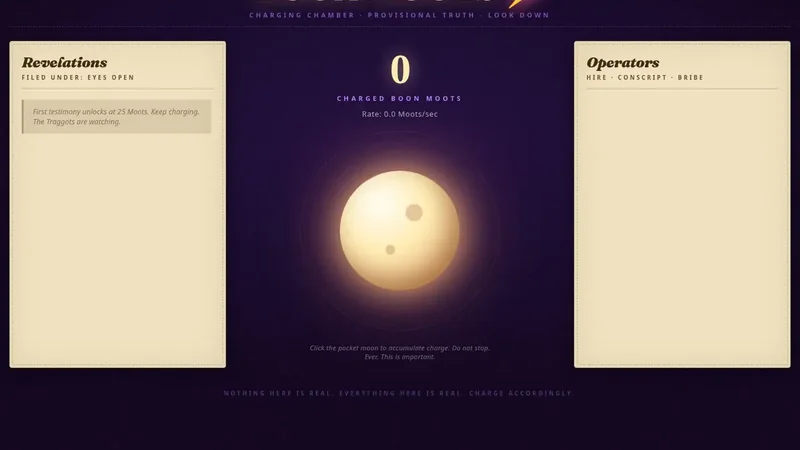 CHARGING CHAMBER · PROVISIONAL TRUTH · LOOK DOWN
Revelations
FILED UNDER: EYES OPEN
First testimony unlocks at 25 Moots. Keep charging.
The Traggots are watching.
0
CHARGED BOON MOOTS
Rate: 0.0 Moots/sec
Click the pocket moon to accumulate charge. Do not stop.
Ever. This is important.
Operators
HIRE · CONSCRIPT · BRIBE
NOTHING HERE IS REAL. EVERYTHING HERE IS REAL. CHARGE ACCORDINGLY.